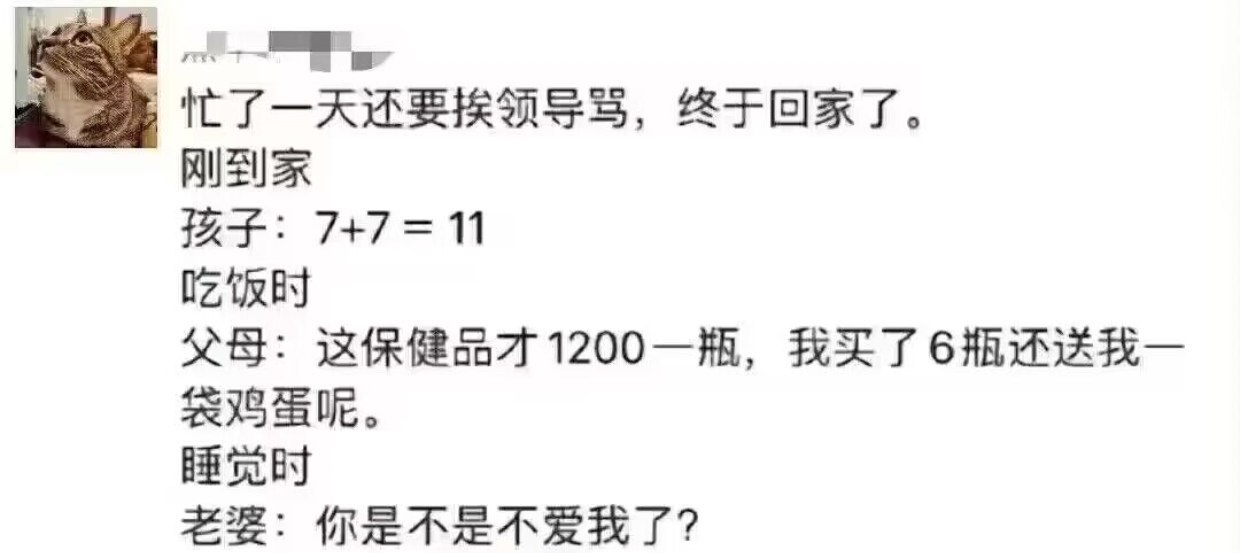 忙了一天还要挨领导骂，终于回家了。
刚到家
孩子：7+7 = 11
吃饭时
父母：这保健品才1200一瓶，我买了6瓶还送我一
袋鸡蛋呢。
睡觉时
老婆：你是不是不爱我了？